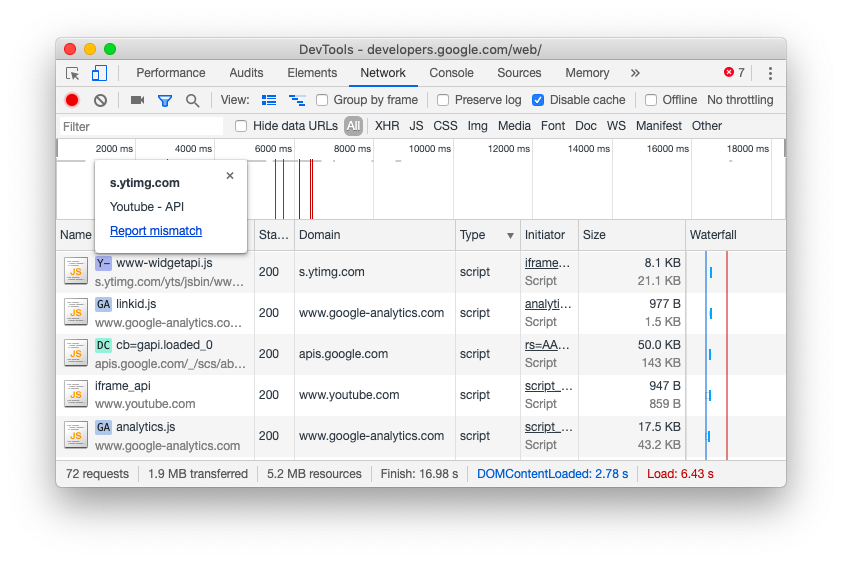 DevTools - developers.google.com/web/
Performance Audits Elements Network Console Sources Memory » 7
View: Group by frame Preserve log Disable cache Offline No throttling
Filter Hide data URLs All XHR JS CSS Img Media Font Doc WS Manifest Other
2000 ms 4000 ms 6000 ms 8000 ms 10000 ms 12000 ms 14000 ms 16000 ms 18000 ms
s.ytimg.com ×
Youtube - API
Report mismatch
Name Sta... Domain Type ▼ Initiator Size Waterfall
JS Y– www-widgetapi.js 200 s.ytimg.com script iframe... 8.1 KB
s.ytimg.com/yts/jsbin/ww... Script 21.1 KB
JS GA linkid.js 200 www.google-analytics.com script analyti... 977 B
www.google-analytics.co... Script 1.5 KB
JS DC cb=gapi.loaded_0 200 apis.google.com script rs=AA... 50.0 KB
apis.google.com/_/scs/ab... Script 143 KB
JS iframe_api 200 www.youtube.com script script_... 947 B
www.youtube.com Script 859 B
JS GA analytics.js 200 www.google-analytics.com script script_... 17.5 KB
www.google-analytics.com Script 43.2 KB
72 requests 1.9 MB transferred 5.2 MB resources Finish: 16.98 s DOMContentLoaded: 2.78 s Load: 6.43 s